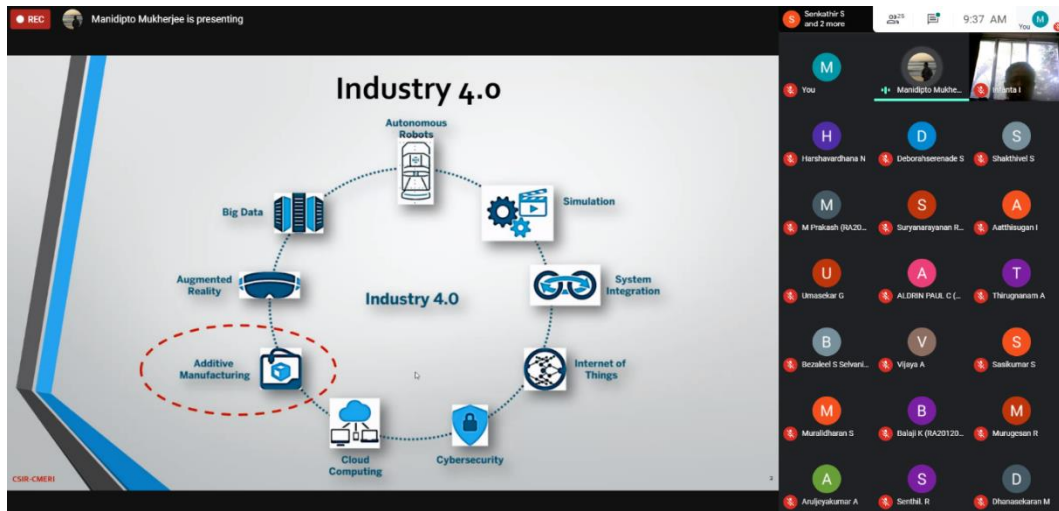 REC
Manidipto Mukherjee is presenting
Industry 4.0
Autonomous
Robots
Simulation
System
Integration
Internet of
Things
Cybersecurity
Cloud
Computing
Additive
Manufacturing
Augmented
Reality
Big Data
Industry 4.0
CSIR-CMERI
3
S
Senkathir S
and 2 more
25
9:37 AM
You
M
M
You
Manidipto Mukhe...
Infanta I
H
Harshavardhana N
D
Deborahserenade S
S
Shakthivel S
M
M Prakash (RA20...
S
Suryanarayanan R...
A
Aatthisugan I
U
Umasekar G
A
ALDRIN PAUL C (...
T
Thirugnanam A
B
Bezaleel S Selvani...
V
Vijaya A
S
Sasikumar S
M
Muralidharan S
B
Balaji K (RA20120...
M
Murugesan R
A
Aruljeyakumar A
S
Senthil. R
D
Dhanasekaran M